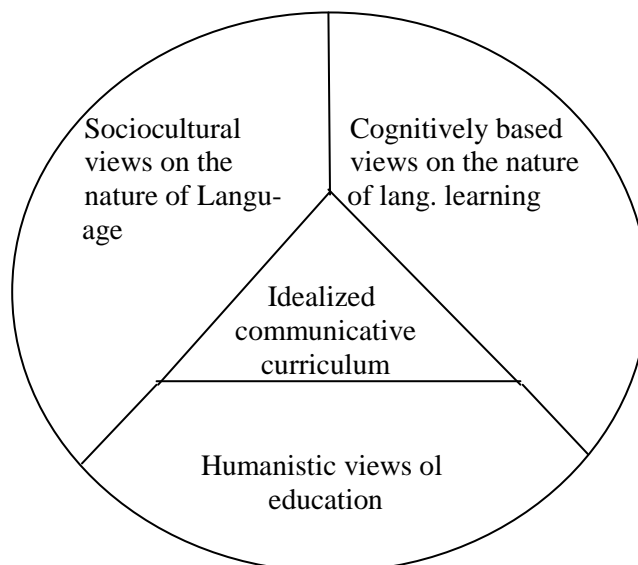 Sociocultural
views on the
nature of Langu-
age
Cognitively based
views on the nature
of lang. learning
Idealized
communicative
curriculum
Humanistic views ol
education